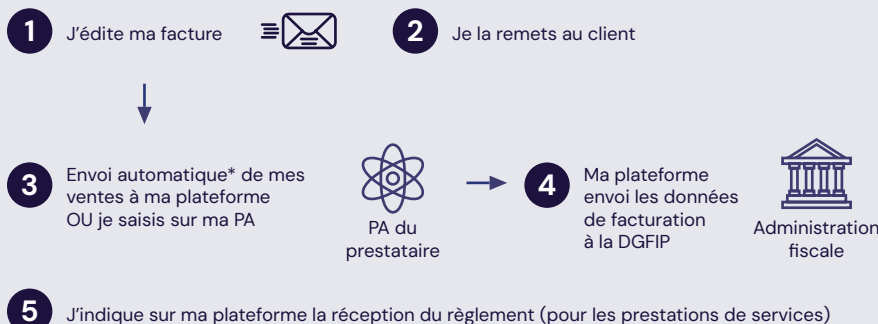 1 J'édite ma facture
2 Je la remets au client
3 Envoi automatique* de mes
ventes à ma plateforme
OU je saisis sur ma PA
PA du
prestataire
4 Ma plateforme
envoi les données
de facturation
à la DGFIP
Administration
fiscale
5 J'indique sur ma plateforme la réception du règlement (pour les prestations de services)